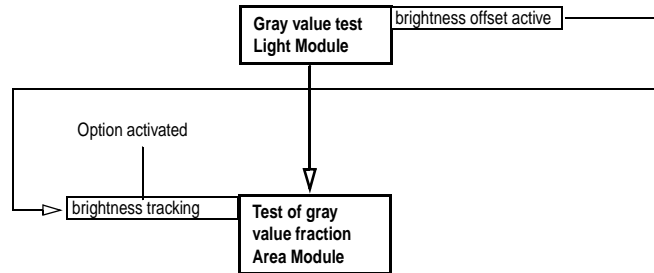 Gray value test
Light Module
brightness offset active
Option activated
brightness tracking
Test of gray
value fraction
Area Module